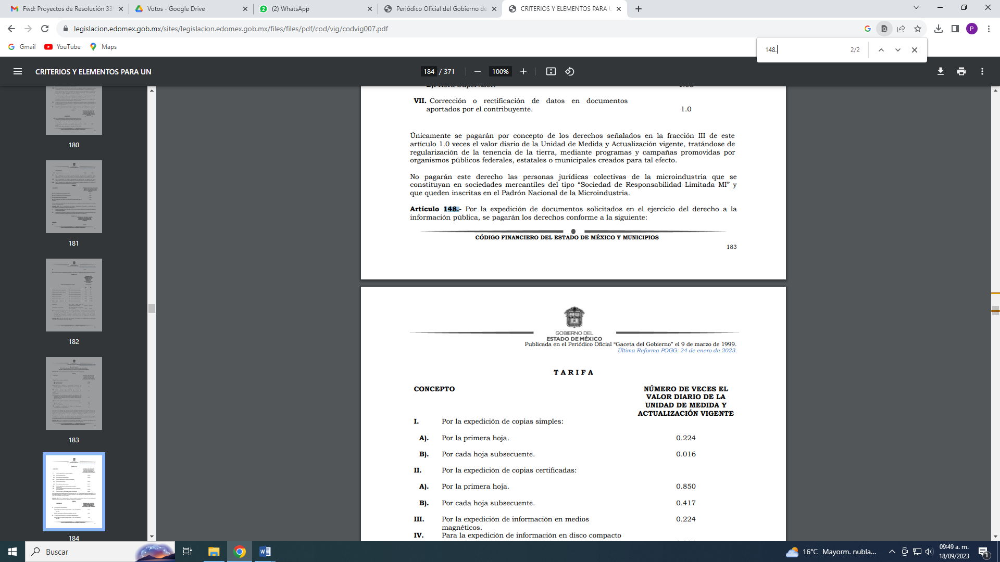 Fwd: Proyectos de Resolución 335
Votos - Google Drive
(2) WhatsApp
Periódico Oficial del Gobierno de
CRITERIOS Y ELEMENTOS PARA U
legislacion.edomex.gob.mx/sites/legislacion.edomex.gob.mx/files/files/pdf/cod/vig/codvig007.pdf
P
Gmail
YouTube
Maps
148.
2/2
CRITERIOS Y ELEMENTOS PARA UN
184 / 371
100%
180
181
182
183
184
VII. Corrección o rectificación de datos en documentos
aportados por el contribuyente. 1.0
Únicamente se pagarán por concepto de los derechos señalados en la fracción III de este
artículo 1.0 veces el valor diario de la Unidad de Medida y Actualización vigente, tratándose de
regularización de la tenencia de la tierra, mediante programas y campañas promovidas por
organismos públicos federales, estatales o municipales creados para tal efecto.
No pagarán este derecho las personas jurídicas colectivas de la microindustria que se
constituyan en sociedades mercantiles del tipo “Sociedad de Responsabilidad Limitada MI” y
que queden inscritas en el Padrón Nacional de la Microindustria.
Artículo 148.- Por la expedición de documentos solicitados en el ejercicio del derecho a la
información pública, se pagarán los derechos conforme a la siguiente:
CÓDIGO FINANCIERO DEL ESTADO DE MÉXICO Y MUNICIPIOS
183
GOBIERNO DEL
ESTADO DE MÉXICO
Publicada en el Periódico Oficial “Gaceta del Gobierno” el 9 de marzo de 1999.
Última Reforma POGG: 24 de enero de 2023.
T A R I F A
CONCEPTO
NÚMERO DE VECES EL
VALOR DIARIO DE LA
UNIDAD DE MEDIDA Y
ACTUALIZACIÓN VIGENTE
I. Por la expedición de copias simples:
A). Por la primera hoja. 0.224
B). Por cada hoja subsecuente. 0.016
II. Por la expedición de copias certificadas:
A). Por la primera hoja. 0.850
B). Por cada hoja subsecuente. 0.417
III. Por la expedición de información en medios 0.224
magnéticos.
IV. Para la expedición de información en disco compacto
Buscar
16°C Mayorm. nubla...
09:49 a. m.
18/09/2023
1